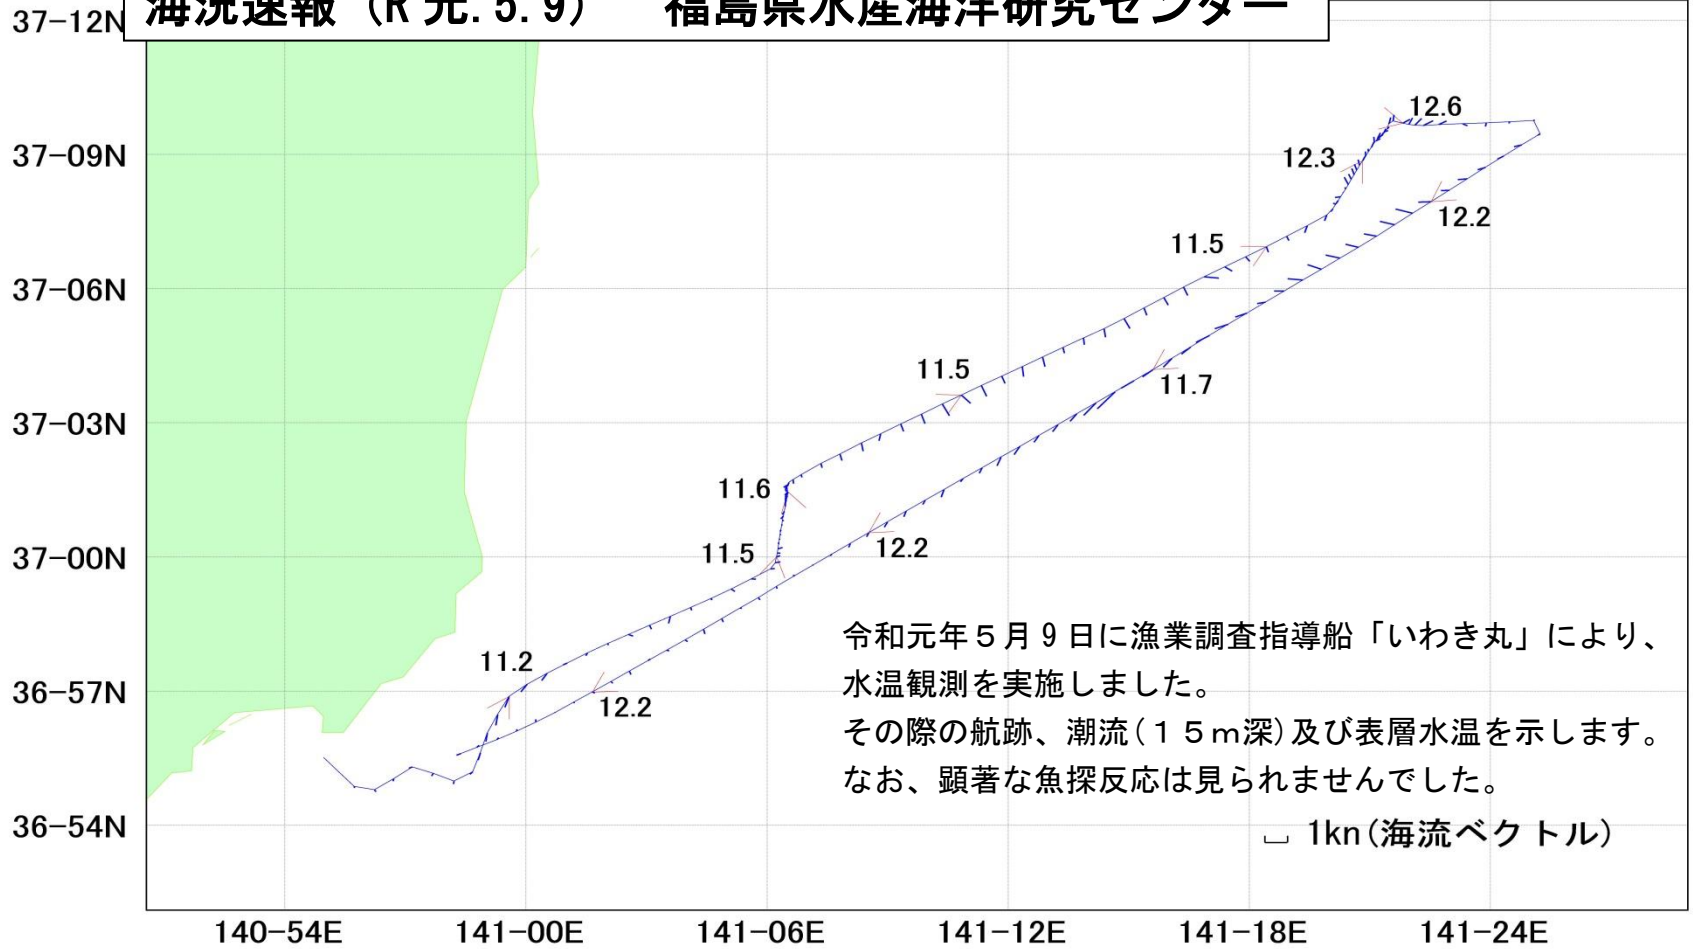 海況速報（R元.5.9）　福島県水産海洋研究センター
37-12N
12.6
37-09N
12.3
12.2
11.5
37-06N
11.5
11.7
37-03N
11.6
37-00N
11.5
12.2
令和元年５月９日に漁業調査指導船「いわき丸」により、
水温観測を実施しました。
その際の航跡、潮流(１５ｍ深)及び表層水温を示します。
なお、顕著な魚探反応は見られませんでした。
11.2
36-57N
12.2
36-54N
1kn(海流ベクトル)
140-54E 141-00E 141-06E 141-12E 141-18E 141-24E